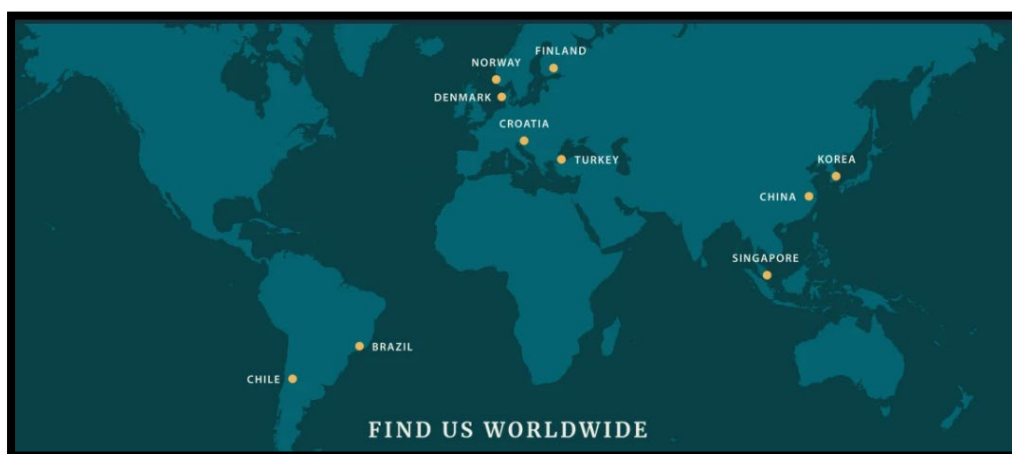 FINLAND
NORWAY
DENMARK
CROATIA
TURKEY
KOREA
CHINA
SINGAPORE
BRAZIL
CHILE
FIND US WORLDWIDE